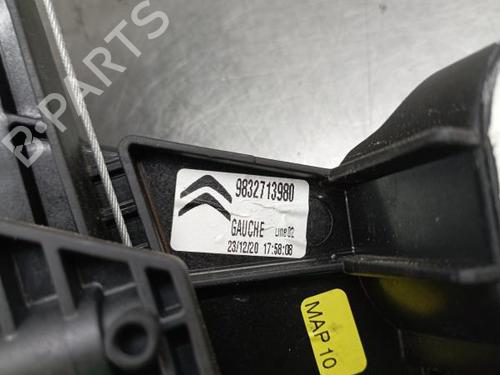 B-PARTS
9832713980
GAUCHE Line 02
23/12/20 17:58:08
MAP 10